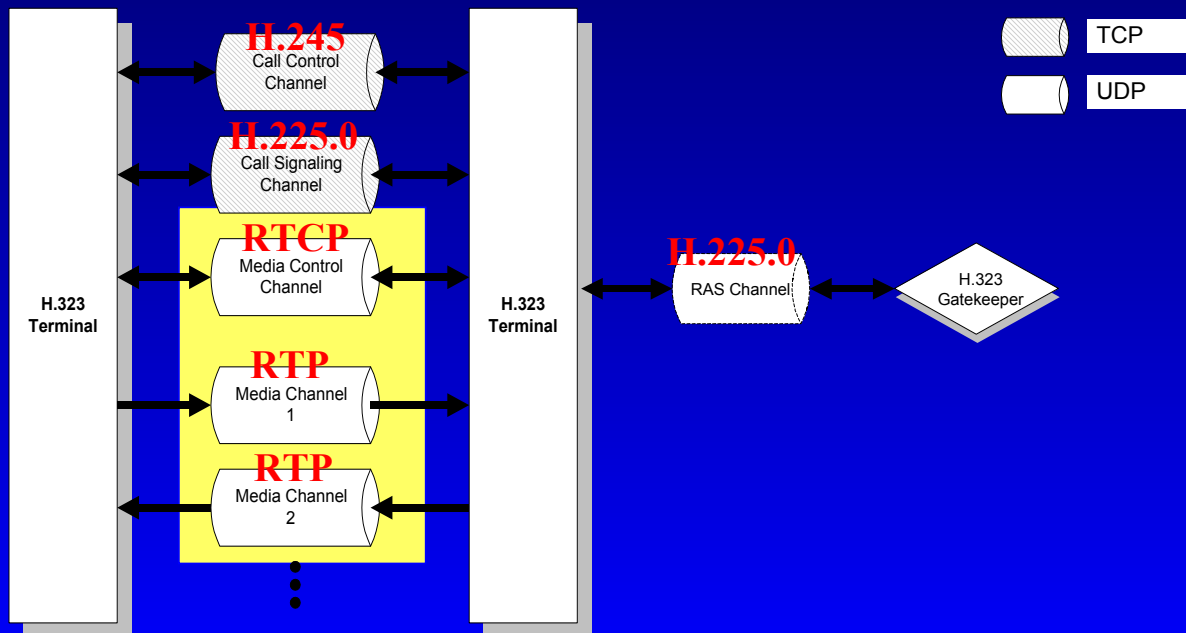 H.245
Call Control
Channel
H.225.0
Call Signaling
Channel
RTCP
Media Control
Channel
RTP
Media Channel
1
RTP
Media Channel
2
H.323
Terminal
H.323
Terminal
H.225.0
RAS Channel
H.323
Gatekeeper
TCP
UDP